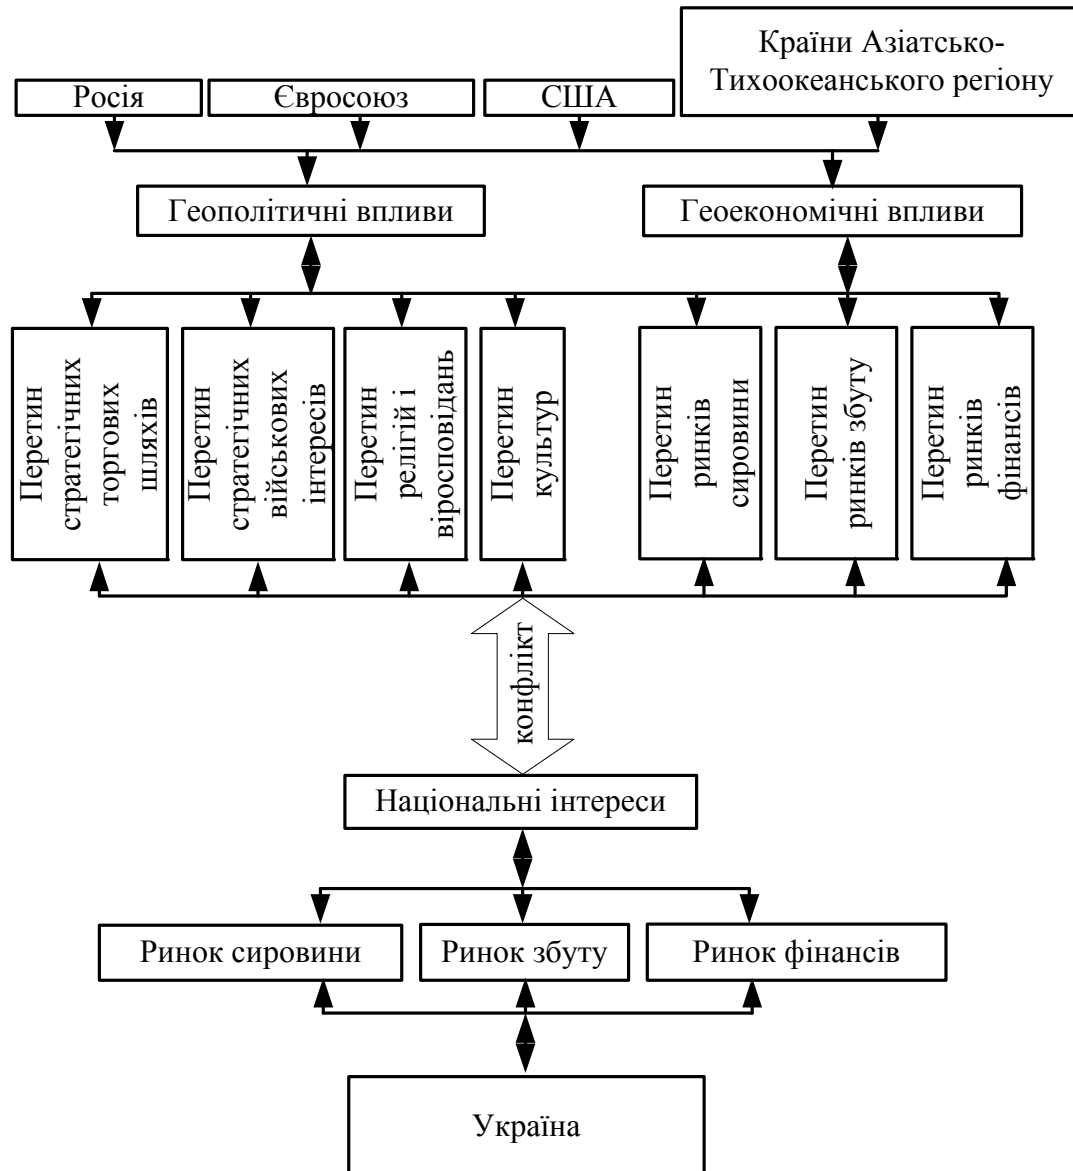 Країни Азіатсько-
Тихоокеанського регіону
Росія
Євросоюз
США
Геополітичні впливи
Геоекономічні впливи
Перетин
стратегічних
торгових
шляхів
Перетин
стратегічних
військових
інтересів
Перетин
релігій і
віросповідань
Перетин
культур
Перетин
ринків
сировини
Перетин
ринків збуту
Перетин
ринків
фінансів
конфлікт
Національні інтереси
Ринок сировини
Ринок збуту
Ринок фінансів
Україна